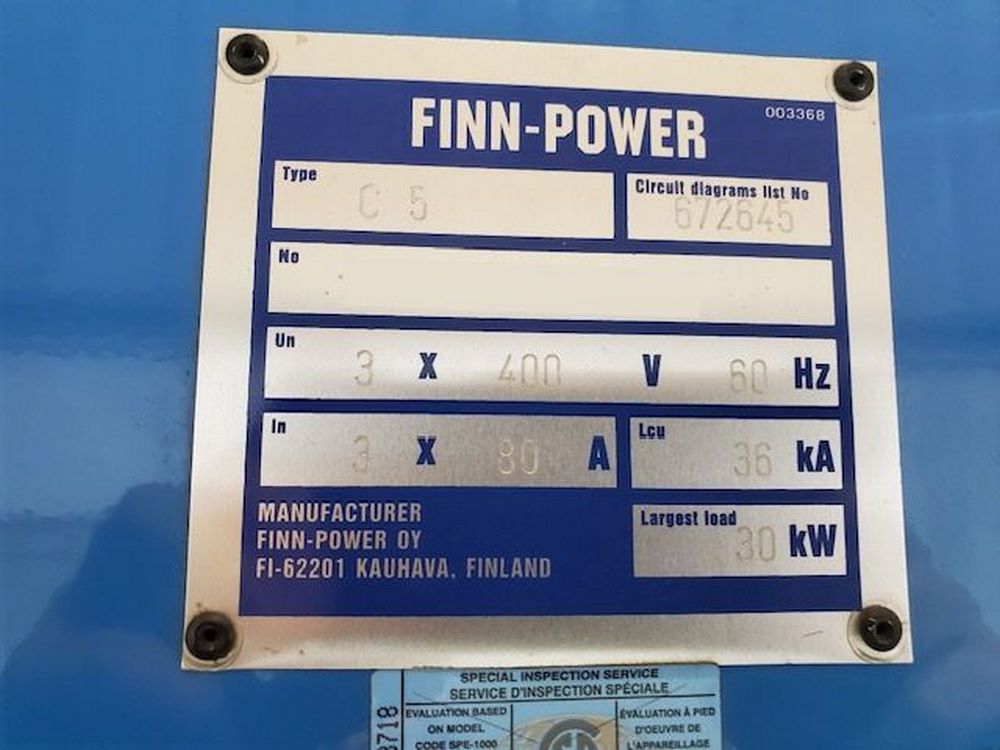 FINN-POWER
003368
Type
C 5
Circuit diagrams list No
672645
No
Un
3 X 400 V 60 Hz
In
3 X 80 A
Lcu
36 kA
MANUFACTURER
FINN-POWER OY
FI-62201 KAUHAVA, FINLAND
Largest load
30 kW
SPECIAL INSPECTION SERVICE
SERVICE D'INSPECTION SPÉCIALE
EVALUATION BASED
ON MODEL
CODE SPE-1000
ÉVALUATION À PIED
D'OEUVRE DE
L'APPAREILLAGE